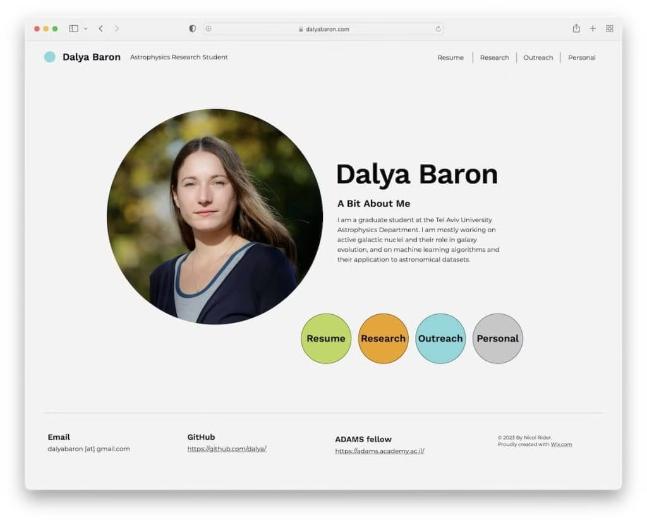 dalyabaron.com
Dalya Baron Astrophysics Research Student
Resume Research Outreach Personal
Dalya Baron
A Bit About Me
I am a graduate student at the Tel Aviv University
Astrophysics Department. I am mostly working on
active galactic nuclei and their role in galaxy
evolution, and on machine learning algorithms and
their application to astronomical datasets.
Resume Research Outreach Personal
Email
dalyabaron [at] gmail.com
GitHub
https://github.com/dalya/
ADAMS fellow
https://adams.academy.ac.il/
© 2023 By Nicol Rider.
Proudly created with Wix.com